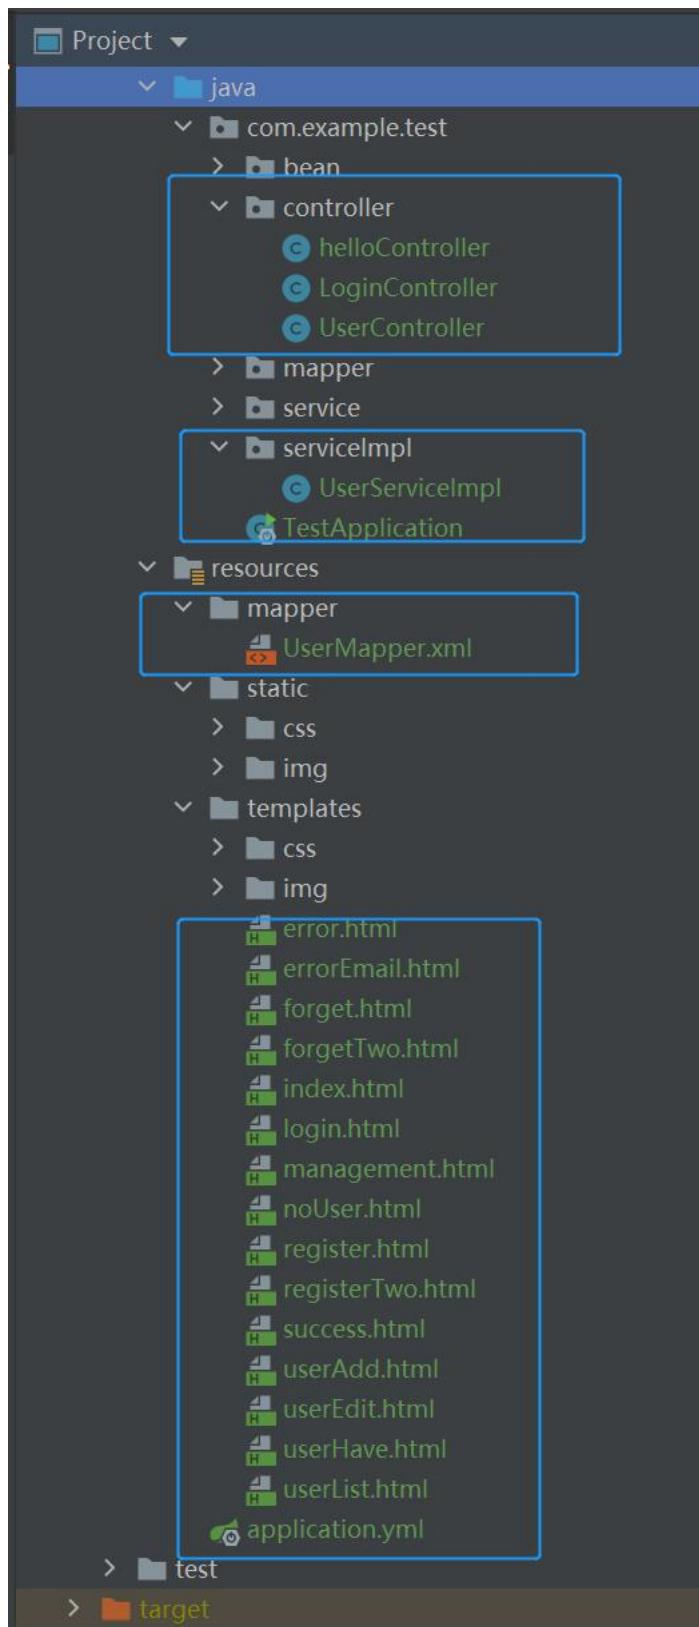 Project
java
com.example.test
bean
controller
helloController
LoginController
UserController
mapper
service
serviceImpl
UserServiceImpl
TestApplication
resources
mapper
UserMapper.xml
static
css
img
templates
css
img
error.html
errorEmail.html
forget.html
forgetTwo.html
index.html
login.html
management.html
noUser.html
register.html
registerTwo.html
success.html
userAdd.html
userEdit.html
userHave.html
userList.html
application.yml
test
target